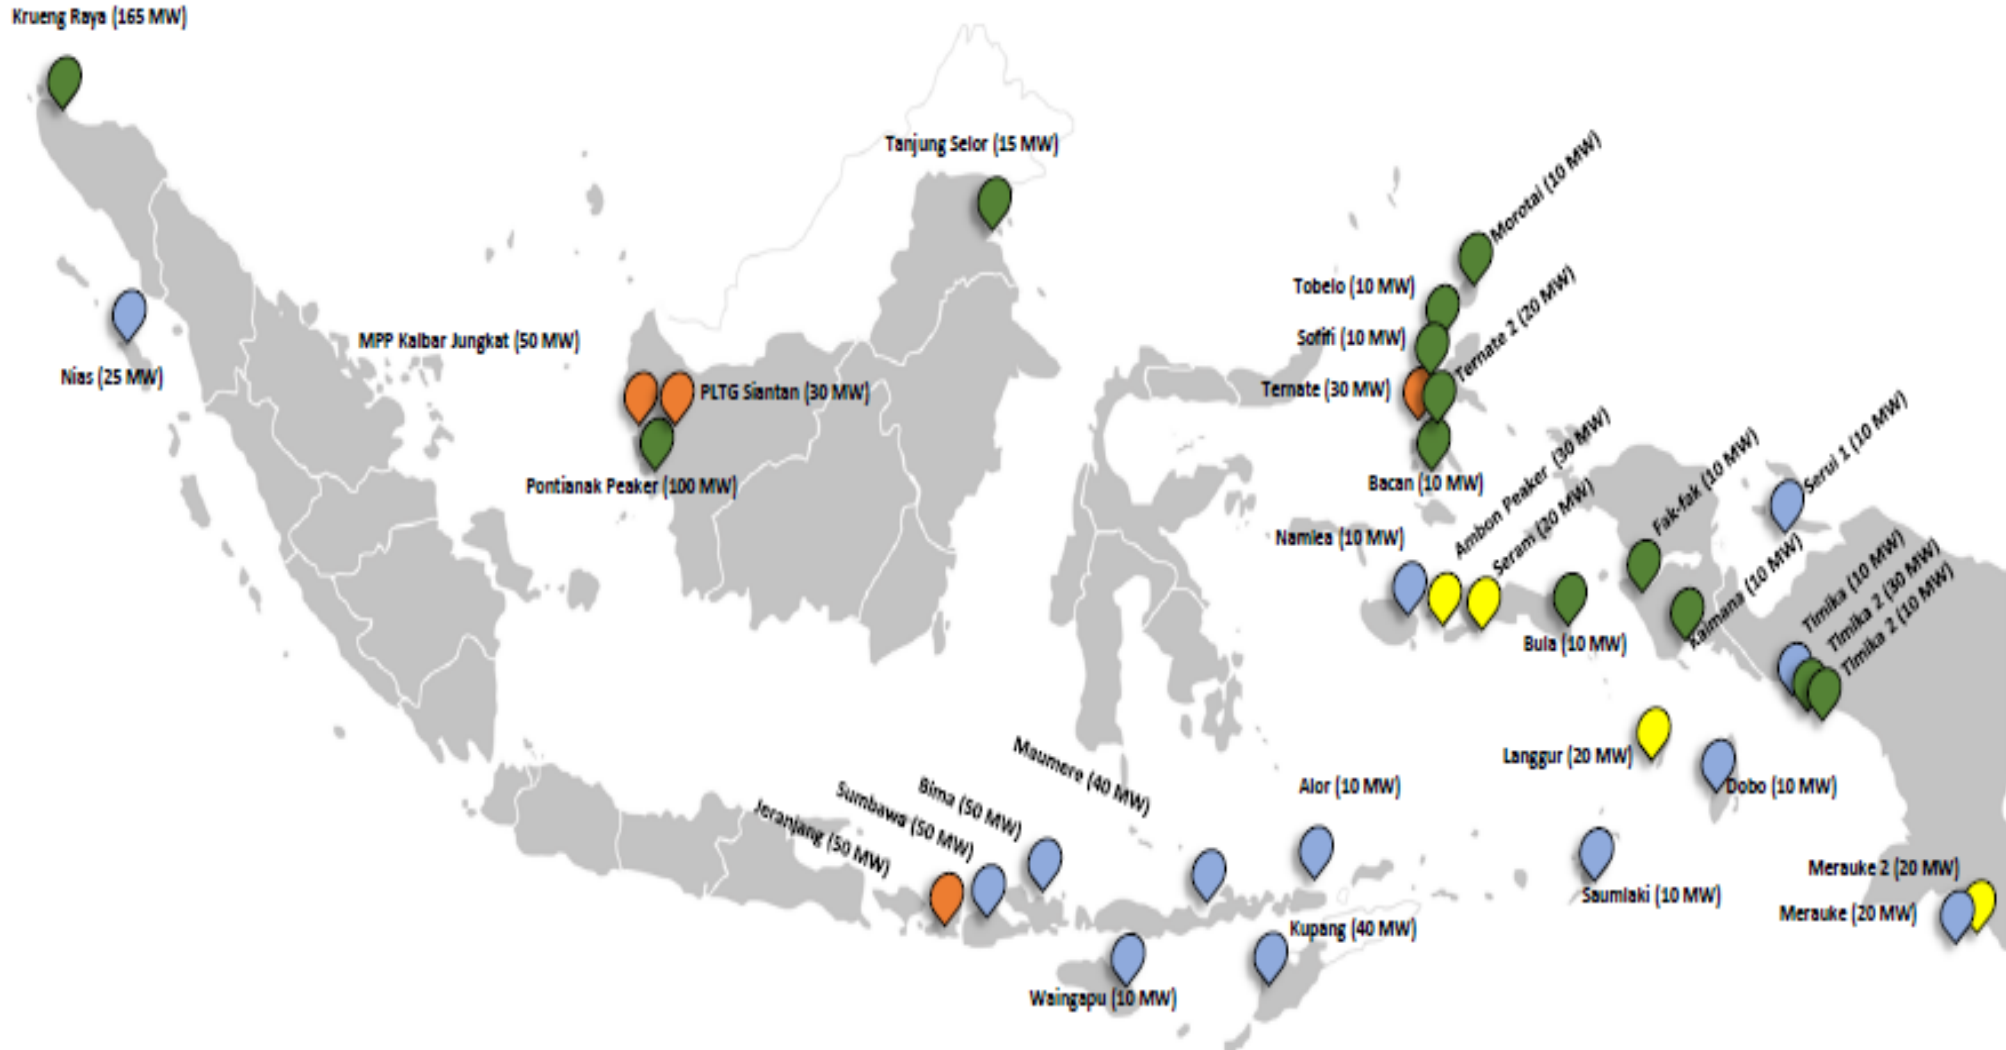 Krueng Raya (165 MW)
Tanjung Selor (15 MW)
Morotai (10 MW)
Tobelo (10 MW)
Ternate 2 (20 MW)
Sofifi (10 MW)
MPP Kalbar Jungkat (50 MW)
Nias (25 MW)
PLTG Siantan (30 MW)
Ternate (30 MW)
Pontianak Peaker (100 MW)
Bacan (10 MW)
Ambon Peaker (30 MW)
Seram (20 MW)
Fak-fak (10 MW)
Serui 1 (10 MW)
Namlea (10 MW)
Kaimana (10 MW)
Timika (10 MW)
Timika 2 (30 MW)
Timika 2 (10 MW)
Bula (10 MW)
Langgur (20 MW)
Dobo (10 MW)
Maumere (40 MW)
Alor (10 MW)
Bima (50 MW)
Sumbawa (50 MW)
Jeranjang (50 MW)
Saumlaki (10 MW)
Merauke 2 (20 MW)
Merauke (20 MW)
Kupang (40 MW)
Waingapu (10 MW)